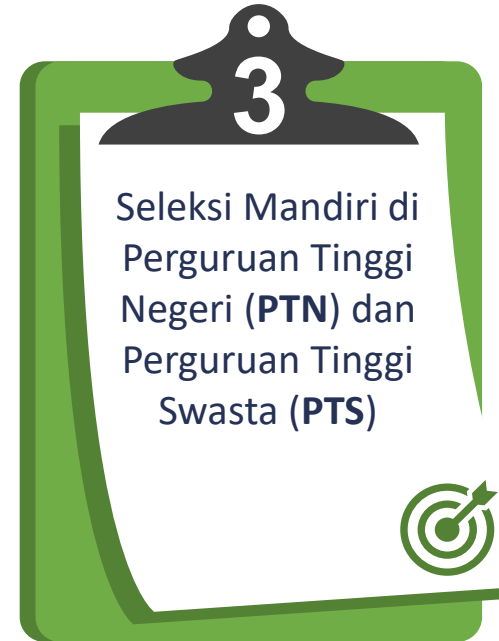 3
Seleksi Mandiri di
Perguruan Tinggi
Negeri (PTN) dan
Perguruan Tinggi
Swasta (PTS)